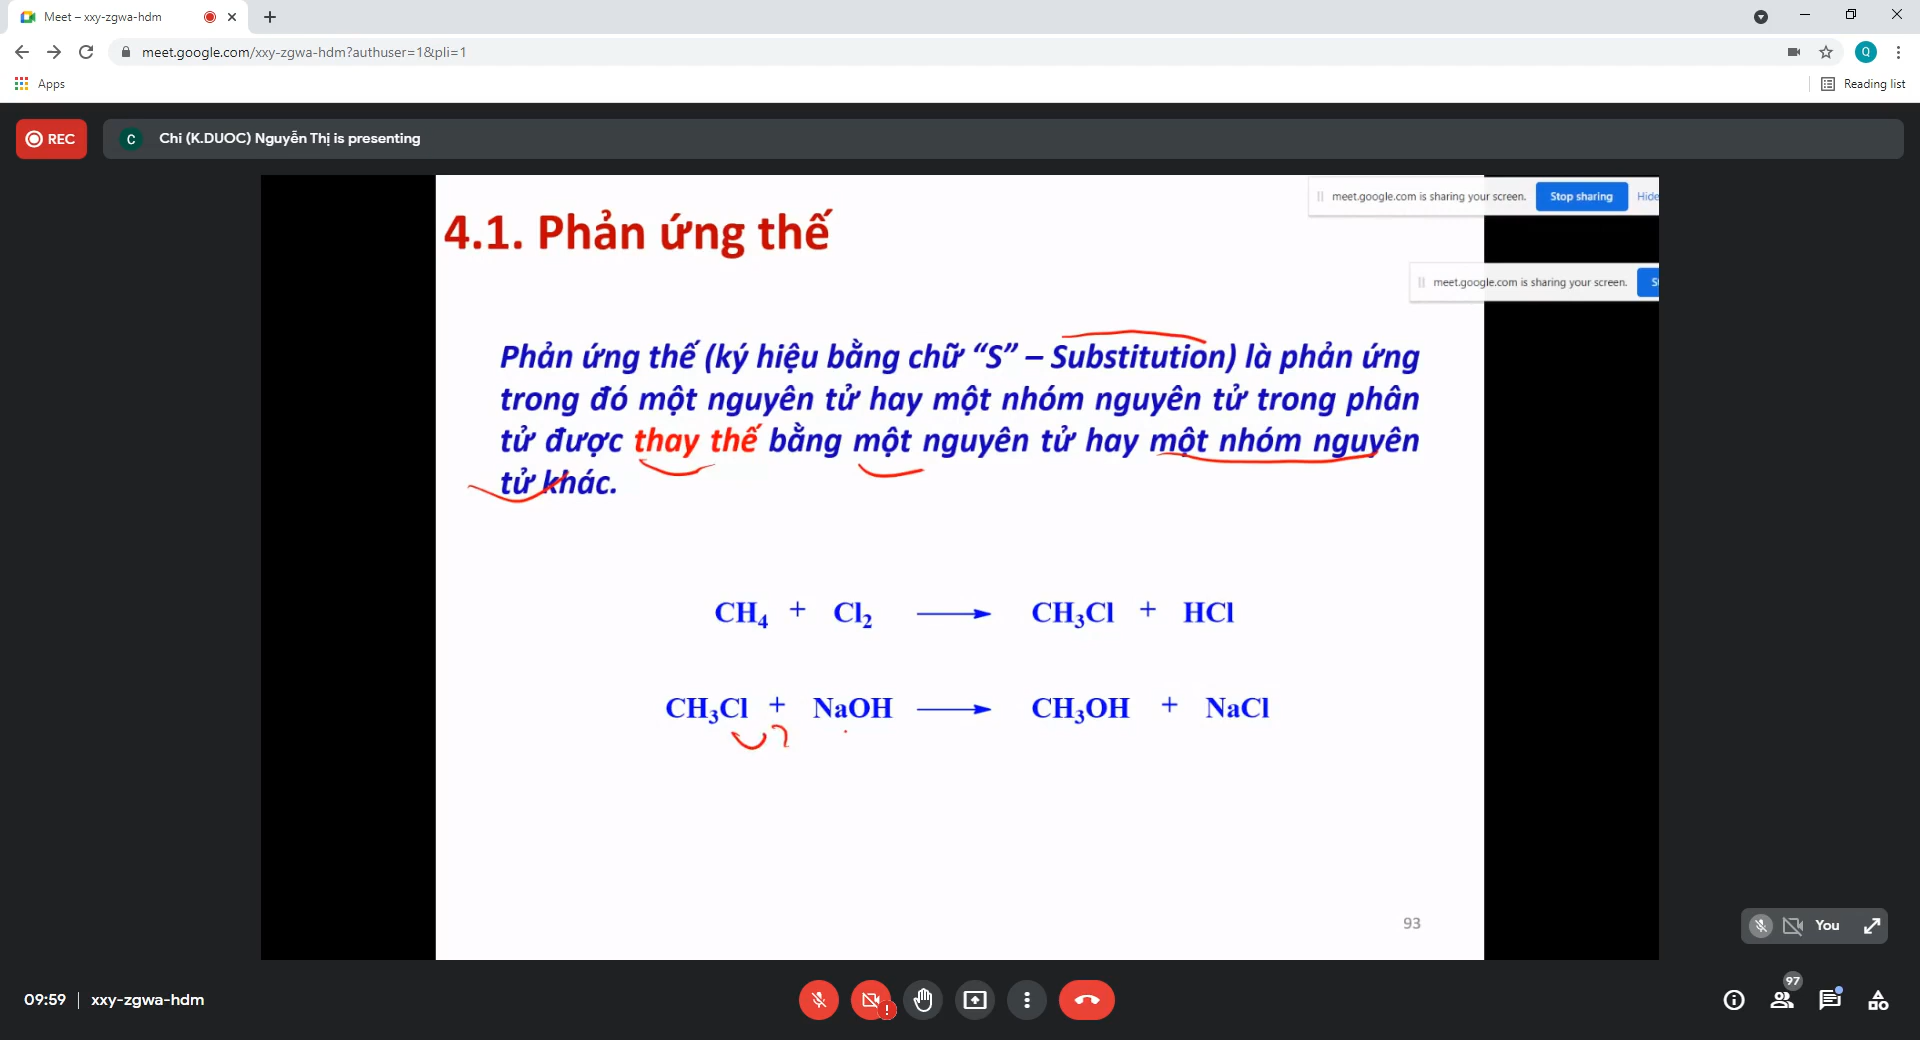 Meet – xxy-zgwa-hdm
meet.google.com/xxy-zgwa-hdm?authuser=1&pli=1
Q
Apps
Reading list
REC
C
Chi (K.DUOC) Nguyễn Thị is presenting
meet.google.com is sharing your screen.
Stop sharing
Hide
4.1. Phản ứng thế
meet.google.com is sharing your screen.
S
Phản ứng thế (ký hiệu bằng chữ “S” – Substitution) là phản ứng
trong đó một nguyên tử hay một nhóm nguyên tử trong phân
tử được thay thế bằng một nguyên tử hay một nhóm nguyên
tử khác.
CH₄ + Cl₂ ⟶ CH₃Cl + HCl
CH₃Cl + NaOH ⟶ CH₃OH + NaCl
93
You
09:59 | xxy-zgwa-hdm
97